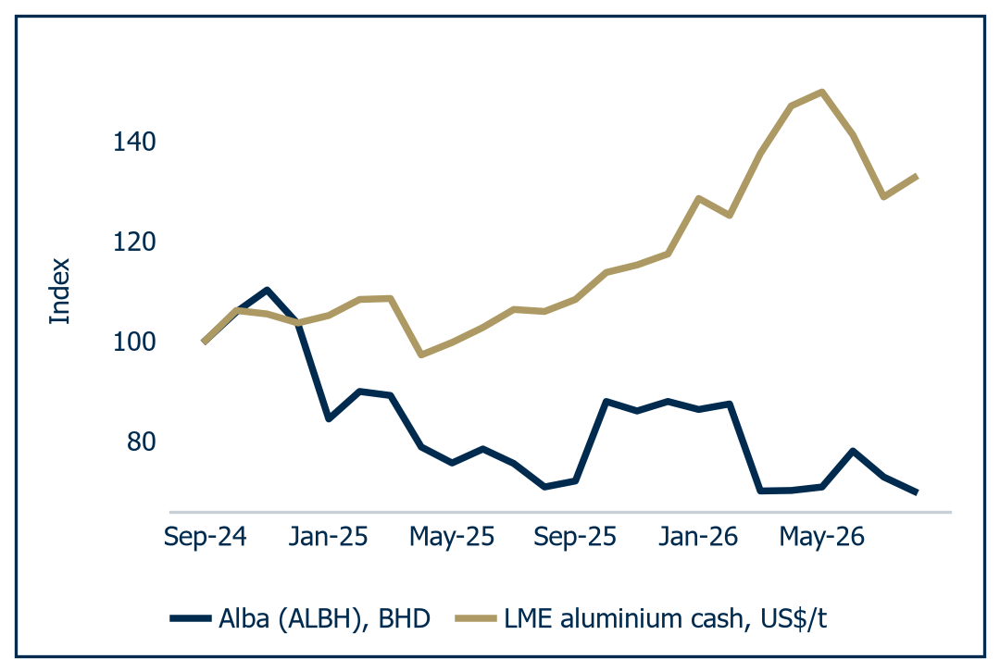 140
120
100
80
Index
Sep-24 Jan-25 May-25 Sep-25 Jan-26 May-26
Alba (ALBH), BHD LME aluminium cash, US$/t